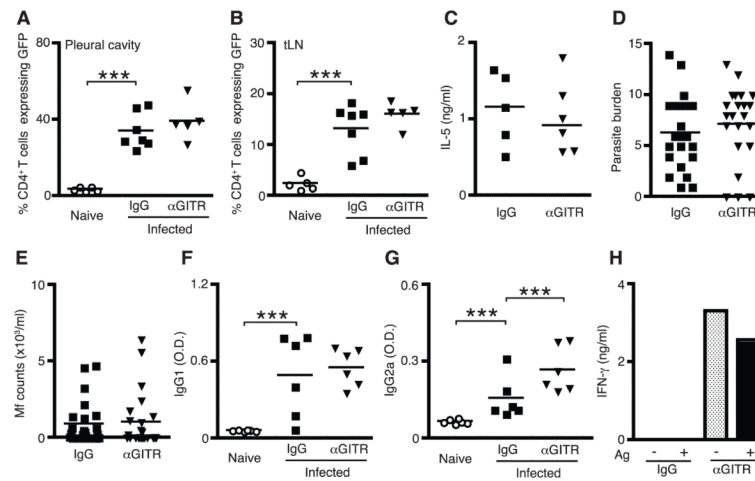 A
Pleural cavity
% CD4⁺ T cells expressing GFP
80
40
0
***
Naive
IgG
αGITR
Infected
B
tLN
% CD4⁺ T cells expressing GFP
30
20
10
0
***
Naive
IgG
αGITR
Infected
C
IL-5 (ng/ml)
2
1
0
IgG
αGITR
D
Parasite burden
15
10
5
0
IgG
αGITR
E
Mf counts (x10³/ml)
10
5
0
IgG
αGITR
F
IgG1 (O.D.)
1.2
0.6
0
***
Naive
IgG
αGITR
Infected
G
IgG2a (O.D.)
0.6
0.3
0
***
***
Naive
IgG
αGITR
Infected
H
IFN-γ (ng/ml)
4
2
0
Ag - + - +
IgG
αGITR